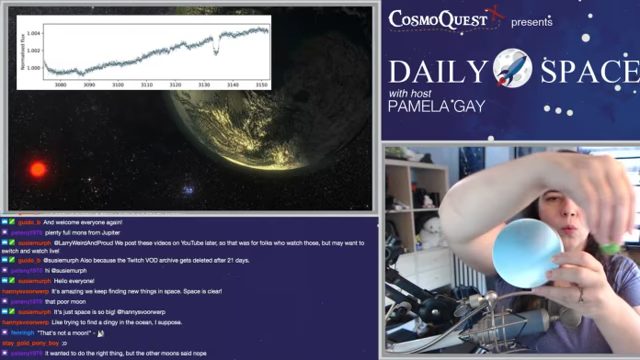 COSMOQUEST presents
DAILY SPACE
with host
PAMELA GAY
Normalised flux
1.004
1.002
1.000
3080 3090 3100 3110 3120 3130 3140 3150
guido_b And welcome everyone again!
plenty full mons from Jupiter
susiemurph @LarryWeirdAndProud We post these videos on YouTube later, so that was for folks who watch those, but may want to
switch and watch live!
guido_b @susiemurph Also because the Twitch VOD archive gets deleted after 21 days.
hi @susiemurph
susiemurph Hello everyone!
hannysvoorwerp It's amazing we keep finding new things in space. Space is clear!
that poor moon
susiemurph It's just space is so big! @hannysvoorwerp
hannysvoorwerp Like trying to find a dingy in the ocean, I suppose.
"That's not a moon!" -
stay_gold_pony_boy ;p
It wanted to do the right thing, but the other moons said nope